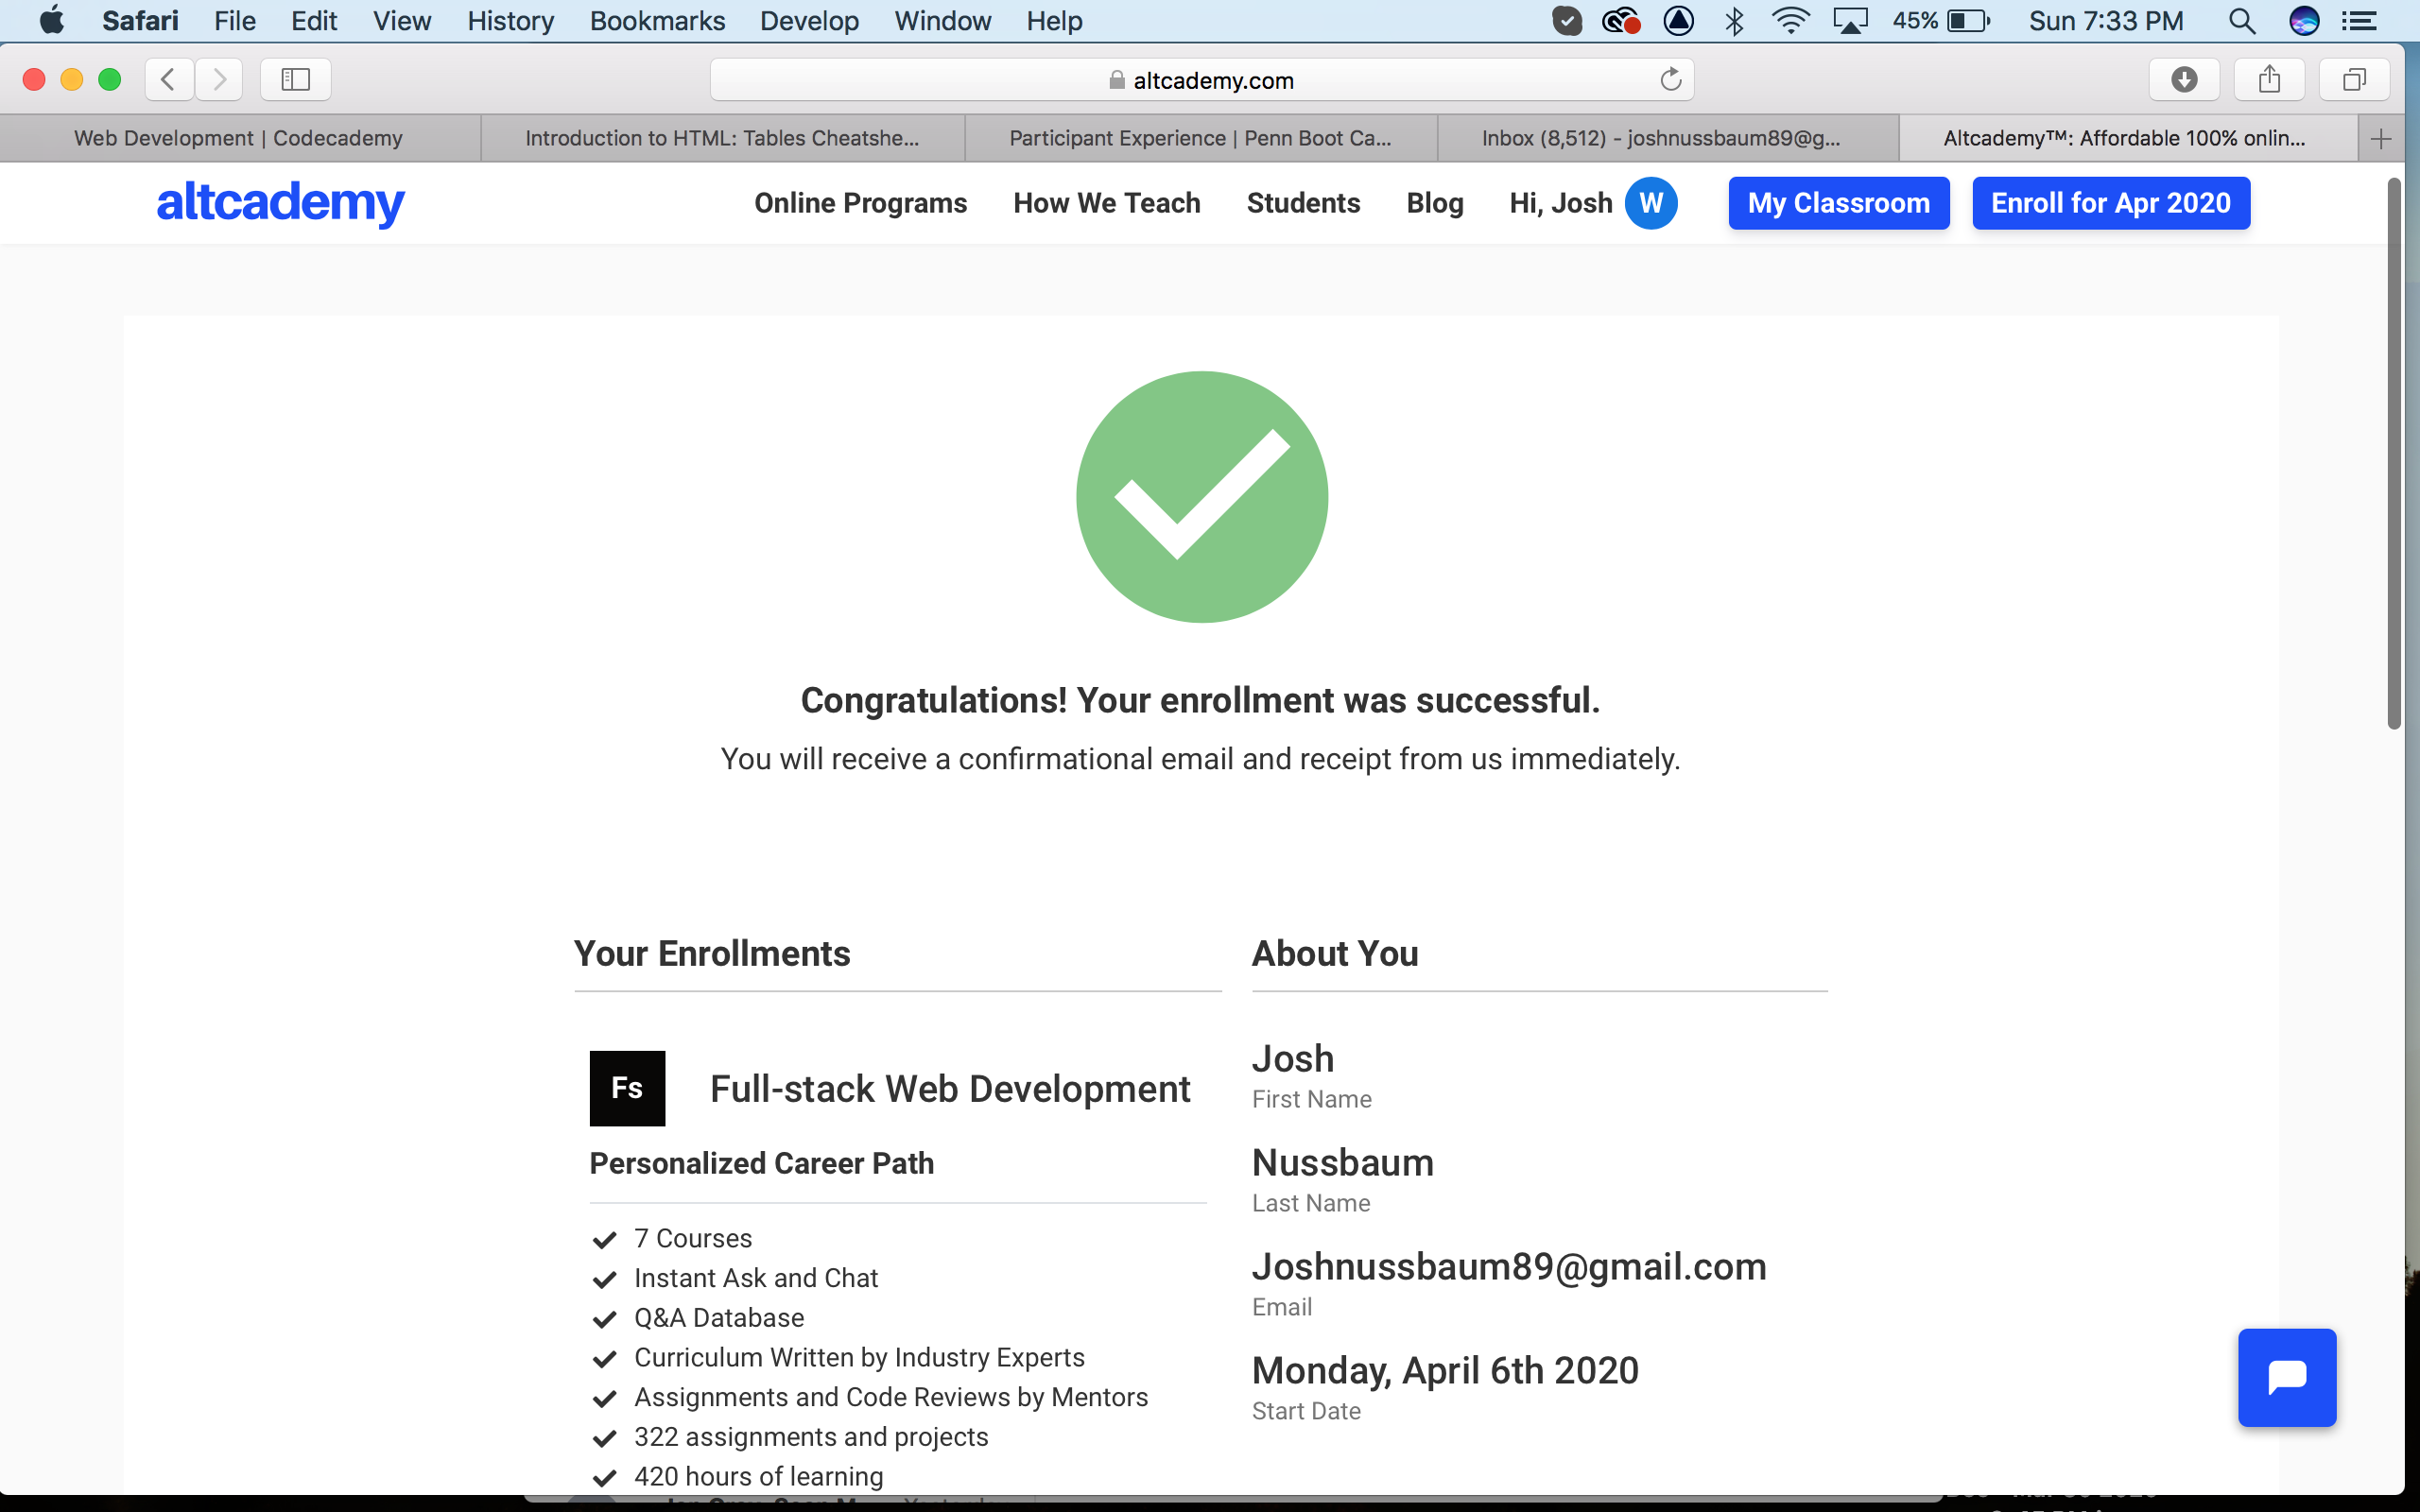 Safari File Edit View History Bookmarks Develop Window Help 45% Sun 7:33 PM
altcademy.com
Web Development | Codecademy Introduction to HTML: Tables Cheatshe... Participant Experience | Penn Boot Ca... Inbox (8,512) - joshnussbaum89@g... Altcademy™: Affordable 100% onlin...
altcademy Online Programs How We Teach Students Blog Hi, Josh W My Classroom Enroll for Apr 2020
Congratulations! Your enrollment was successful.
You will receive a confirmational email and receipt from us immediately.
Your Enrollments
Fs Full-stack Web Development
Personalized Career Path
7 Courses
Instant Ask and Chat
Q&A Database
Curriculum Written by Industry Experts
Assignments and Code Reviews by Mentors
322 assignments and projects
420 hours of learning
About You
Josh
First Name
Nussbaum
Last Name
Joshnussbaum89@gmail.com
Email
Monday, April 6th 2020
Start Date